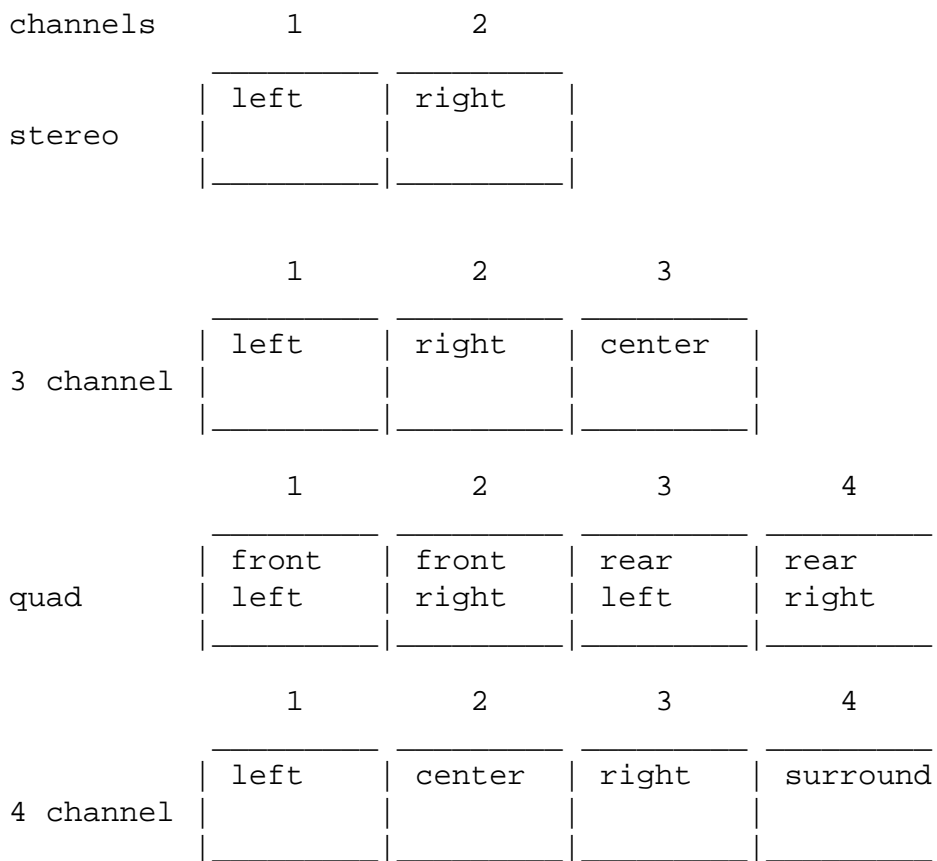 channels 1 2
left right
stereo
1 2 3
left right center
3 channel
1 2 3 4
front front rear rear
quad left right left right
1 2 3 4
left center right surround
4 channel